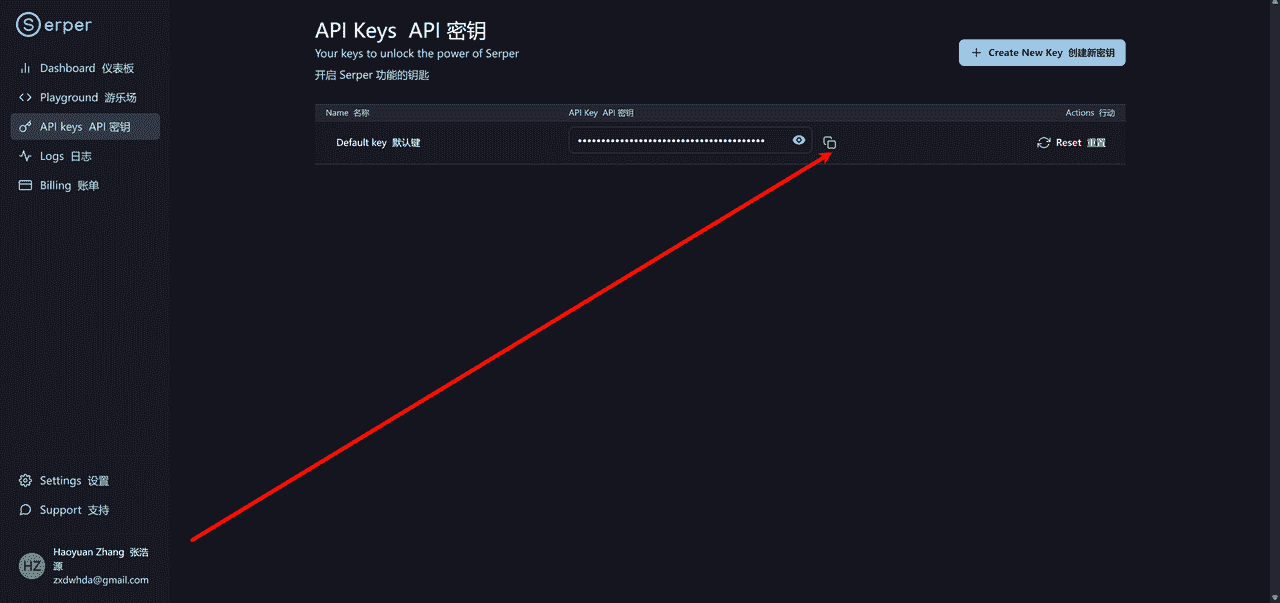 Serper
Dashboard 仪表板
Playground 游乐场
API keys API 密钥
Logs 日志
Billing 账单
Settings 设置
Support 支持
HZ
Haoyuan Zhang 张浩
源
zxdwhda@gmail.com
API Keys API 密钥
Your keys to unlock the power of Serper
开启 Serper 功能的钥匙
Create New Key 创建新密钥
Name 名称 API Key API 密钥 Actions 行动
Default key 默认键 •••••••••••••••••••••••••••••••••••••••• Reset 重置